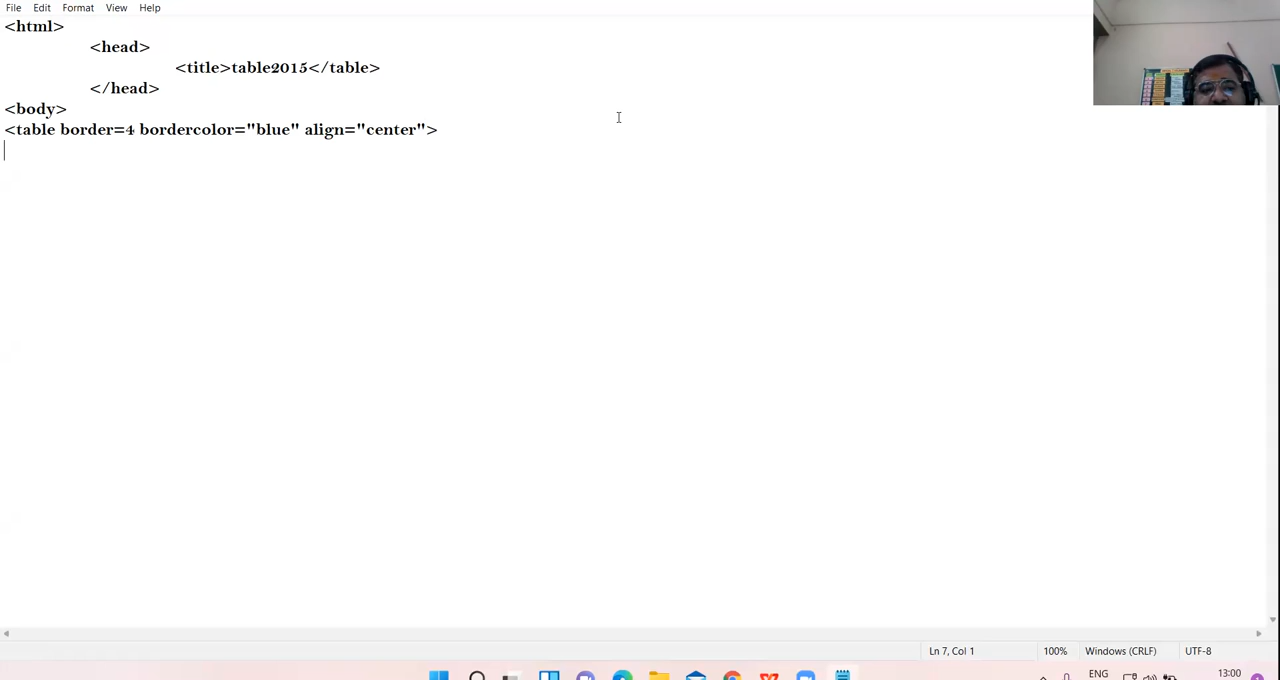 File Edit Format View Help
<html>
<head>
<title>table2015</table>
</head>
<body>
<table border=4 bordercolor="blue" align="center">
Ln 7, Col 1 100% Windows (CRLF) UTF-8
ENG 13:00